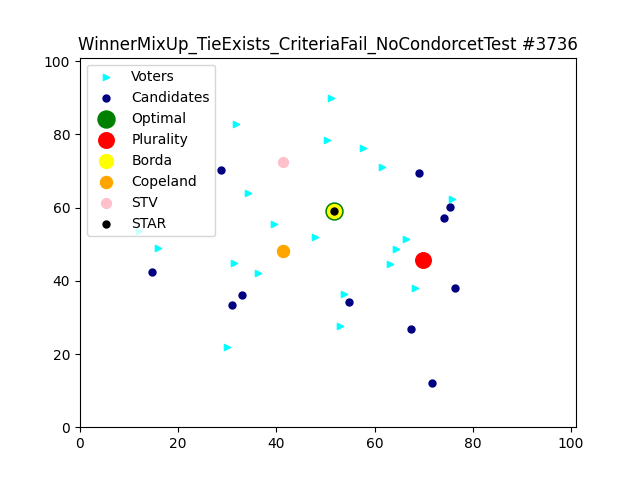 WinnerMixUp_TieExists_CriteriaFail_NoCondorcetTest #3736
100
80
60
40
20
0
Voters
Candidates
Optimal
Plurality
Borda
Copeland
STV
STAR
0 20 40 60 80 100